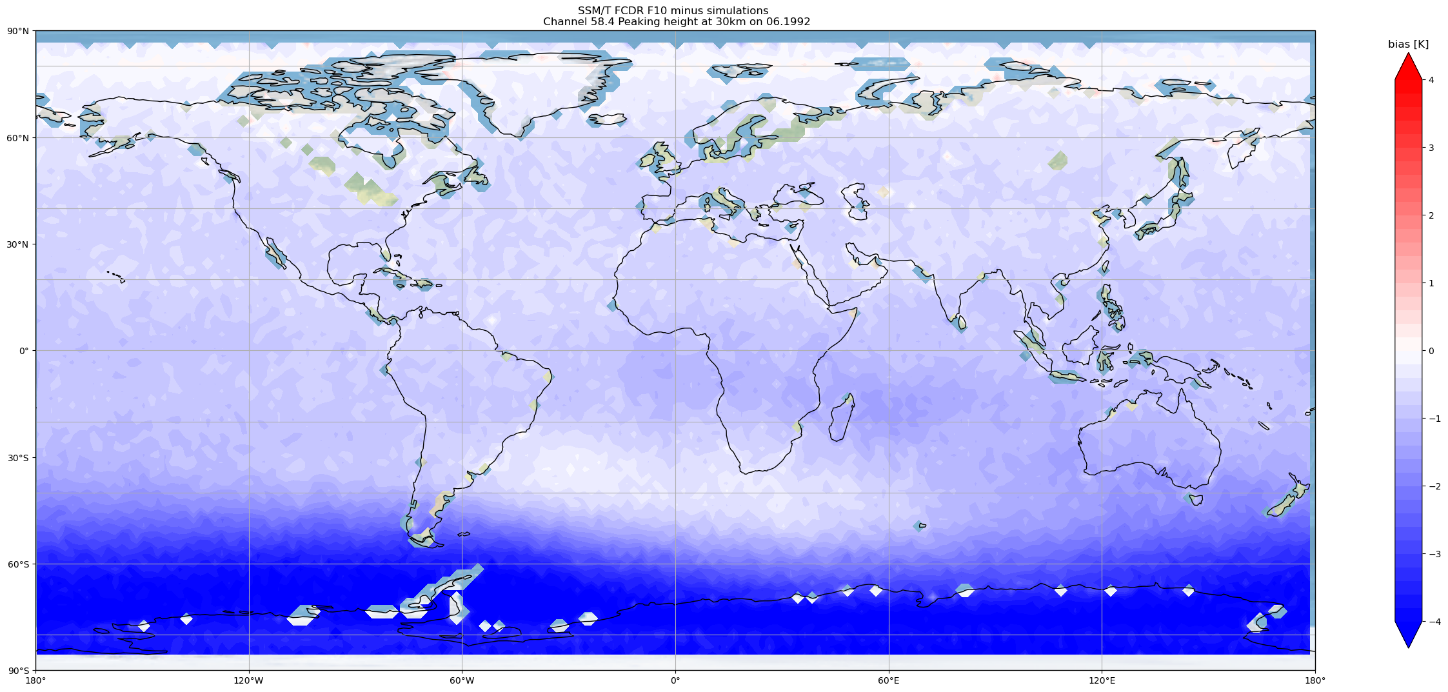 SSM/T FCDR F10 minus simulations
Channel 58.4 Peaking height at 30km on 06.1992
bias [K]
90°N
60°N
30°N
0°
30°S
60°S
90°S
180°
120°W
60°W
0°
60°E
120°E
180°
4
3
2
1
0
−1
−2
−3
−4